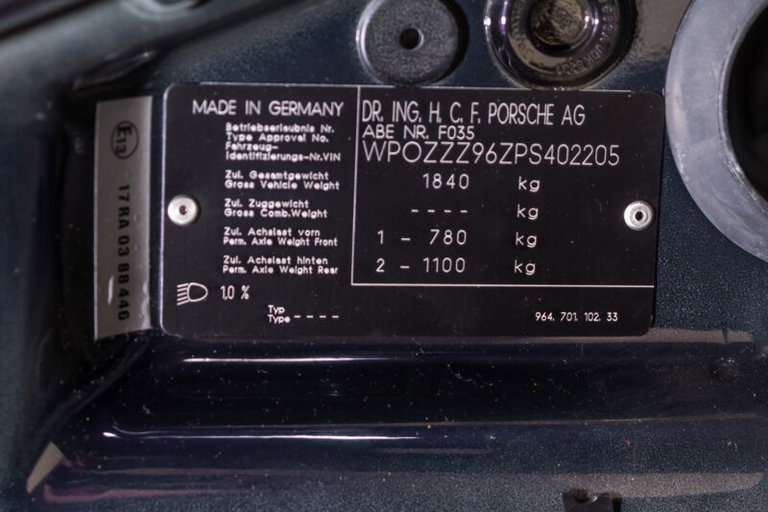 MADE IN GERMANY
DR. ING. H. C. F. PORSCHE AG
Betriebserlaubnis Nr.
Type Approval No.
ABE NR. F035
Fahrzeug-
Identifizierungs-Nr.VIN
WP0ZZZ96ZPS402205
Zul. Gesamtgewicht
Gross Vehicle Weight
1840 kg
Zul. Zuggewicht
Gross Comb.Weight
---- kg
Zul. Achslast vorn
Perm. Axle Weight Front
1 - 780 kg
Zul. Achslast hinten
Perm. Axle Weight Rear
2 - 1100 kg
1,0 %
Typ
Type ----
964. 701. 102. 33
E13
17 RA 03 88446